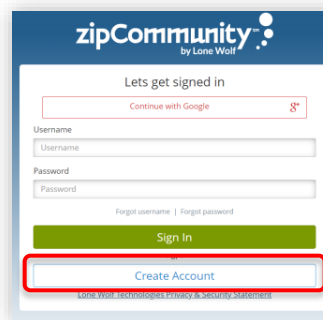 zipCommunity™
by Lone Wolf
Lets get signed in
Continue with Google g+
Username
Username
Password
Password
Forgot username | Forgot password
Sign In
or
Create Account
Lone Wolf Technologies Privacy & Security Statement